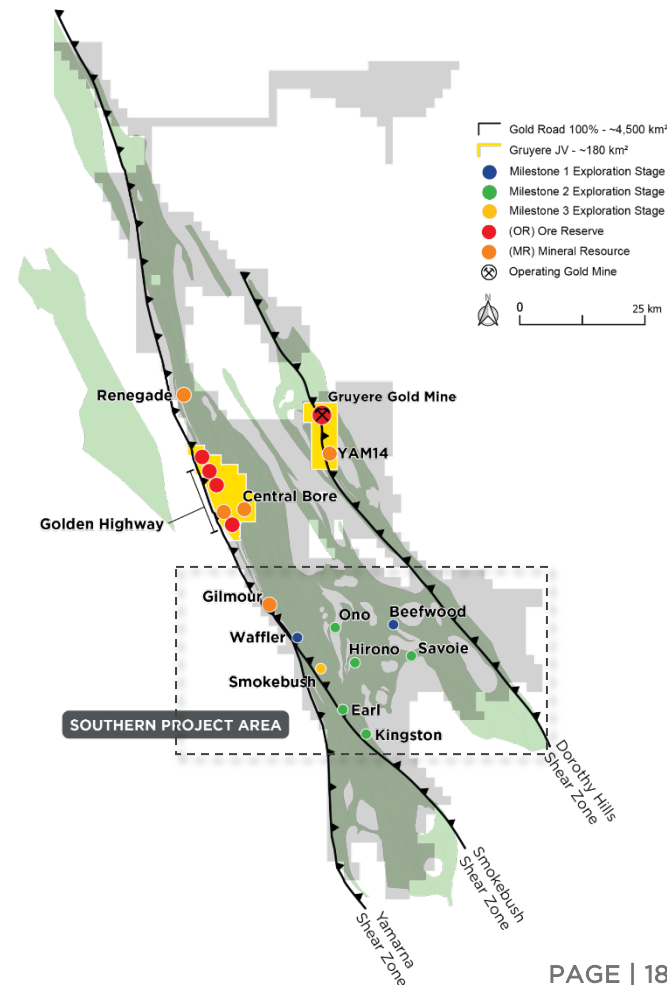 Gold Road 100% - ~4,500 km²
Gruyere JV - ~180 km²
Milestone 1 Exploration Stage
Milestone 2 Exploration Stage
Milestone 3 Exploration Stage
(OR) Ore Reserve
(MR) Mineral Resource
Operating Gold Mine
N
0 25 km
Renegade
Gruyere Gold Mine
YAM14
Central Bore
Golden Highway
Gilmour
Ono
Beefwood
Waffler
Hirono
Savoie
Smokebush
Earl
SOUTHERN PROJECT AREA
Kingston
Dorothy Hills
Shear Zone
Smokebush
Shear Zone
Yamarna
Shear Zone
PAGE | 18